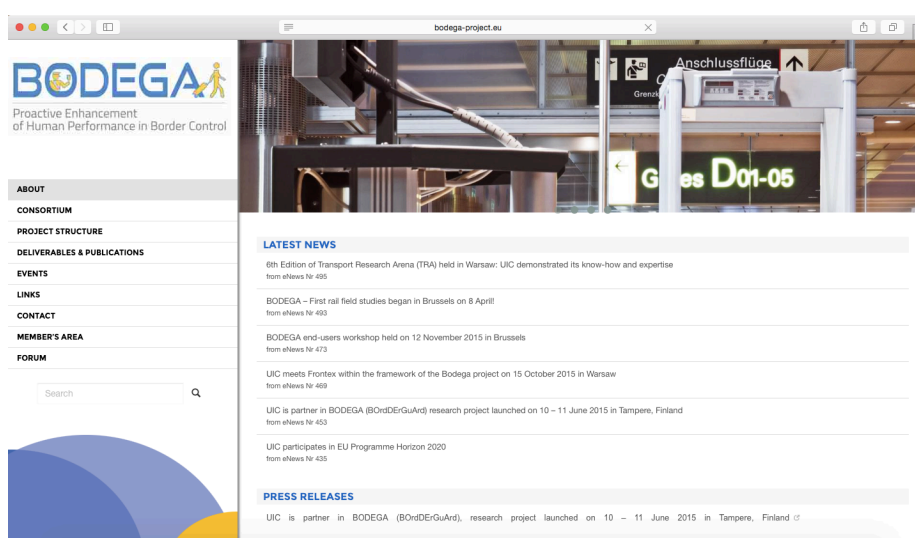 bodega-project.eu
BODEGA
Proactive Enhancement
of Human Performance in Border Control
Anschlussflüge
Gates D01-05
ABOUT
CONSORTIUM
PROJECT STRUCTURE
DELIVERABLES & PUBLICATIONS
EVENTS
LINKS
CONTACT
MEMBER'S AREA
FORUM
Search
LATEST NEWS
6th Edition of Transport Research Arena (TRA) held in Warsaw: UIC demonstrated its know-how and expertise
from eNews Nr 495
BODEGA – First rail field studies began in Brussels on 8 April!
from eNews Nr 493
BODEGA end-users workshop held on 12 November 2015 in Brussels
from eNews Nr 473
UIC meets Frontex within the framework of the Bodega project on 15 October 2015 in Warsaw
from eNews Nr 469
UIC is partner in BODEGA (BOrdDErGuArd) research project launched on 10 – 11 June 2015 in Tampere, Finland
from eNews Nr 453
UIC participates in EU Programme Horizon 2020
from eNews Nr 435
PRESS RELEASES
UIC is partner in BODEGA (BOrdDErGuArd), research project launched on 10 – 11 June 2015 in Tampere, Finland